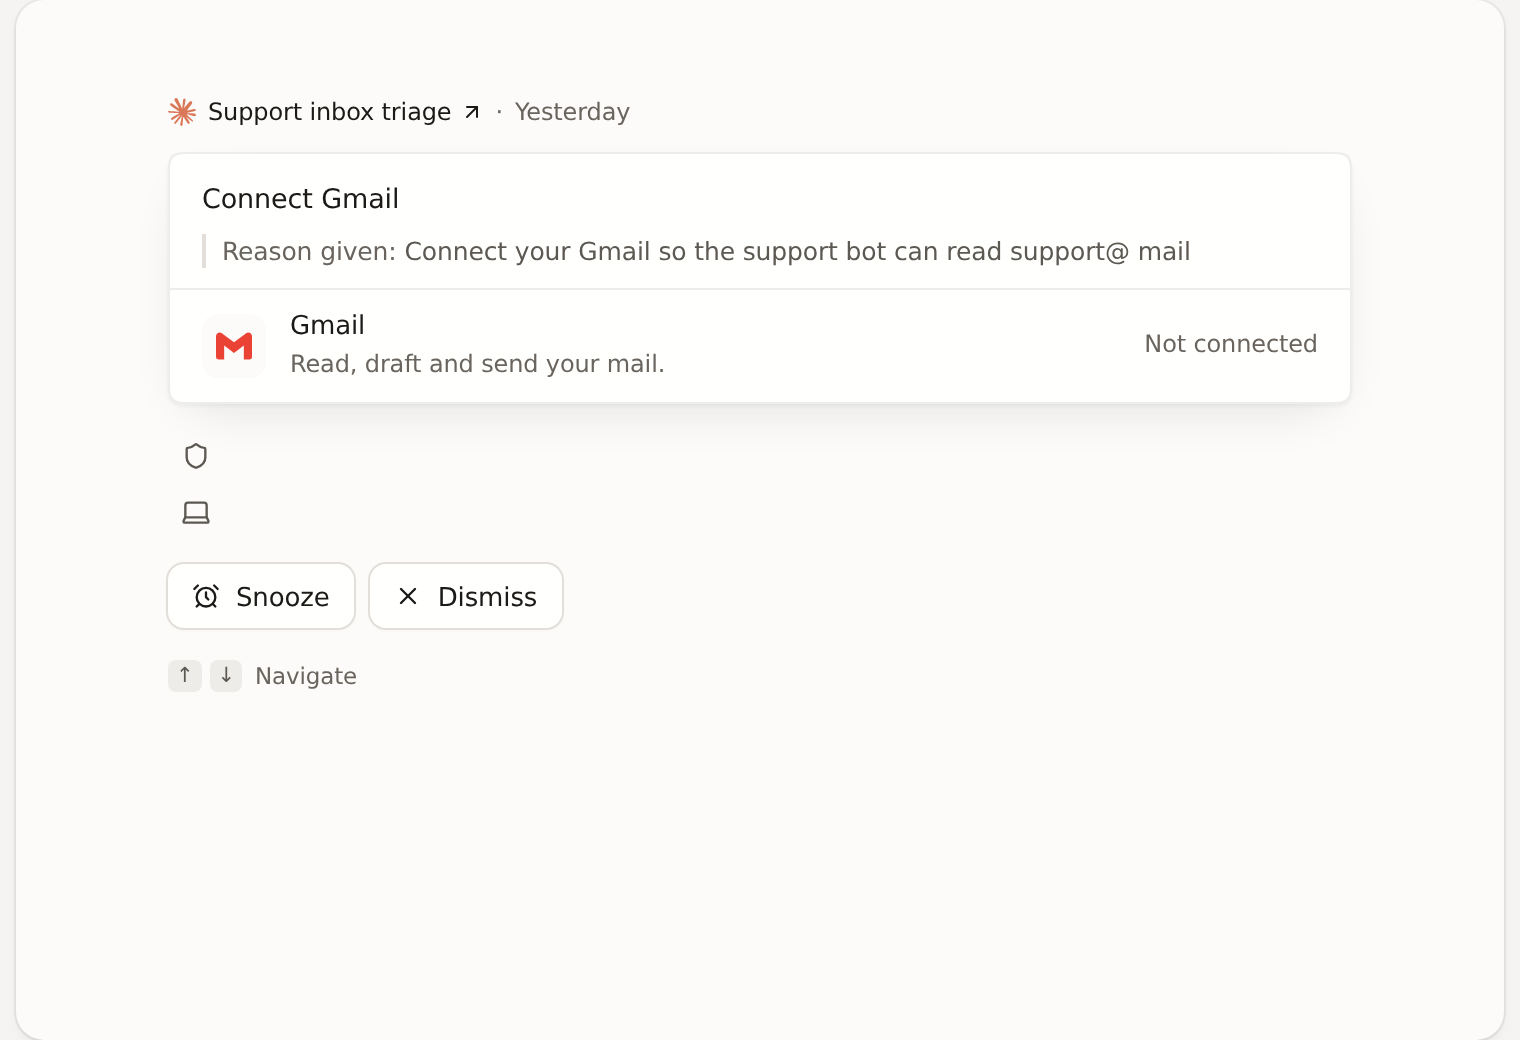 Support inbox triage ↗ · Yesterday
Connect Gmail
Reason given: Connect your Gmail so the support bot can read support@ mail
Gmail
Read, draft and send your mail.
Not connected
Snooze
Dismiss
↑ ↓ Navigate